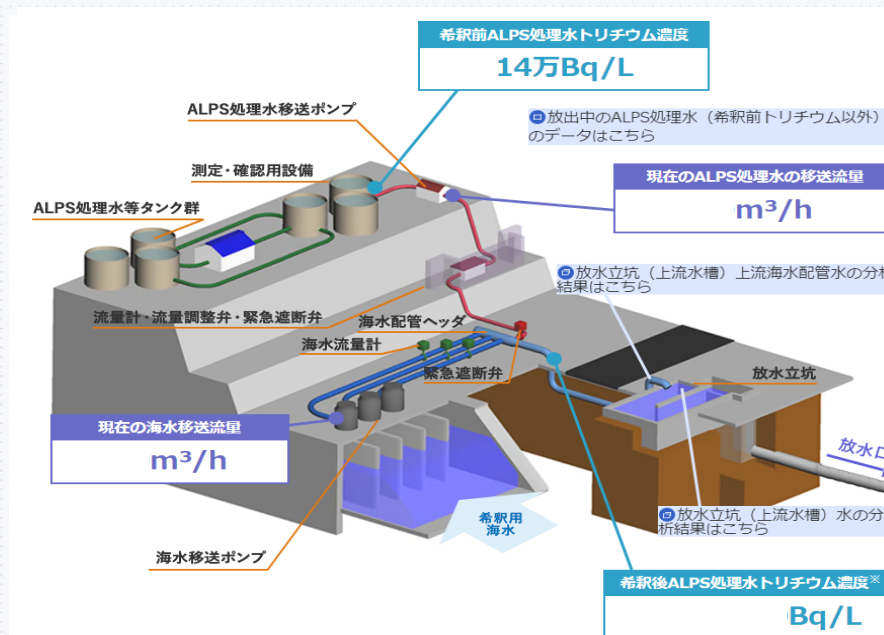 希釈前ALPS処理水トリチウム濃度
14万Bq/L
ALPS処理水移送ポンプ
放出中のALPS処理水（希釈前トリチウム以外）
のデータはこちら
測定・確認用設備
現在のALPS処理水の移送流量
m³/h
ALPS処理水等タンク群
放水立坑（上流水槽）上流海水配管水の分析
結果はこちら
流量計・流量調整弁・緊急遮断弁
海水配管ヘッダ
海水流量計
緊急遮断弁
放水立坑
現在の海水移送流量
m³/h
放水口
希釈用
海水
放水立坑（上流水槽）水の分
析結果はこちら
海水移送ポンプ
希釈後ALPS処理水トリチウム濃度※
Bq/L